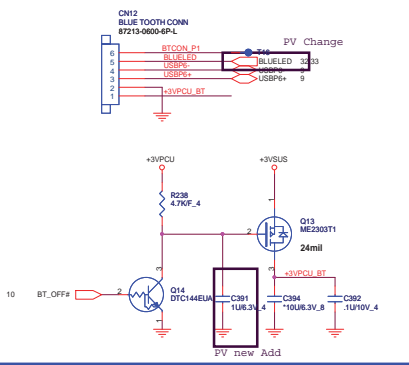 CN12
BLUE TOOTH CONN
87213-0600-6P-L
PV Change
6 BTCON_P1 T18
5 BLUELED BLUELED 32,33
4 USBP6- USBP6- 9
3 USBP6+ USBP6+ 9
2
1 +3VPCU_BT
+3VPCU +3VSUS
R238
4.7K/F_4
1
Q13
ME2303T1
2
24mil
3
+3VPCU_BT
3
10 BT_OFF# 2
Q14
DTC144EUA
1
C391
1U/6.3V_4
C394
*10U/6.3V_8
C392
.1U/10V_4
PV new Add